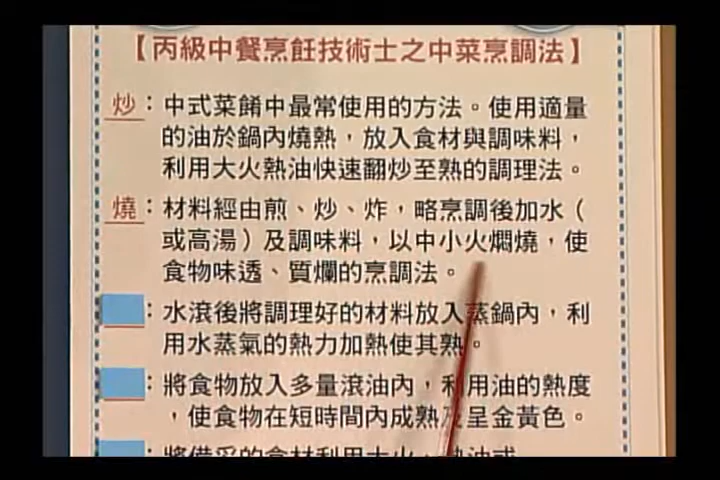 【丙級中餐烹飪技術士之中菜烹調法】
炒：中式菜餚中最常使用的方法。使用適量
的油於鍋內燒熱，放入食材與調味料，
利用大火熱油快速翻炒至熟的調理法。
燒：材料經由煎、炒、炸，略烹調後加水（
或高湯）及調味料，以中小火燜燒，使
食物味透、質爛的烹調法。
：水滾後將調理好的材料放入蒸鍋內，利
用水蒸氣的熱力加熱使其熟。
：將食物放入多量滾油內，利用油的熱度
，使食物在短時間內成熟及呈金黃色。